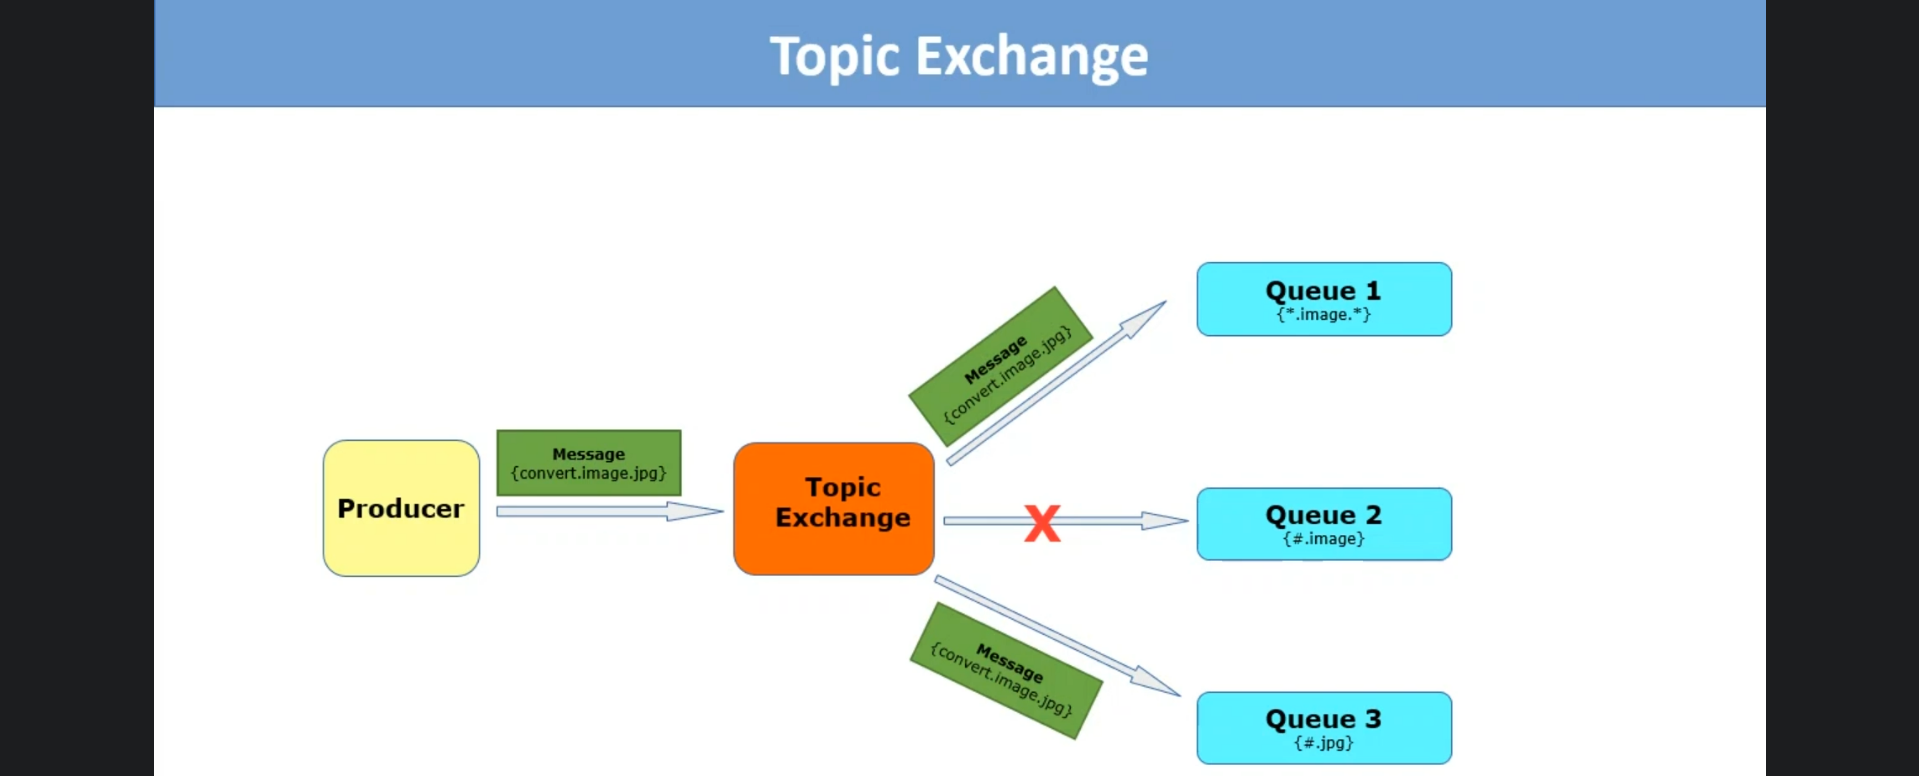 Topic Exchange
Queue 1
{*.image.*}
Message
{convert.image.jpg}
Message
{convert.image.jpg}
Producer
Topic
Exchange
X
Queue 2
{#.image}
Message
{convert.image.jpg}
Queue 3
{#.jpg}